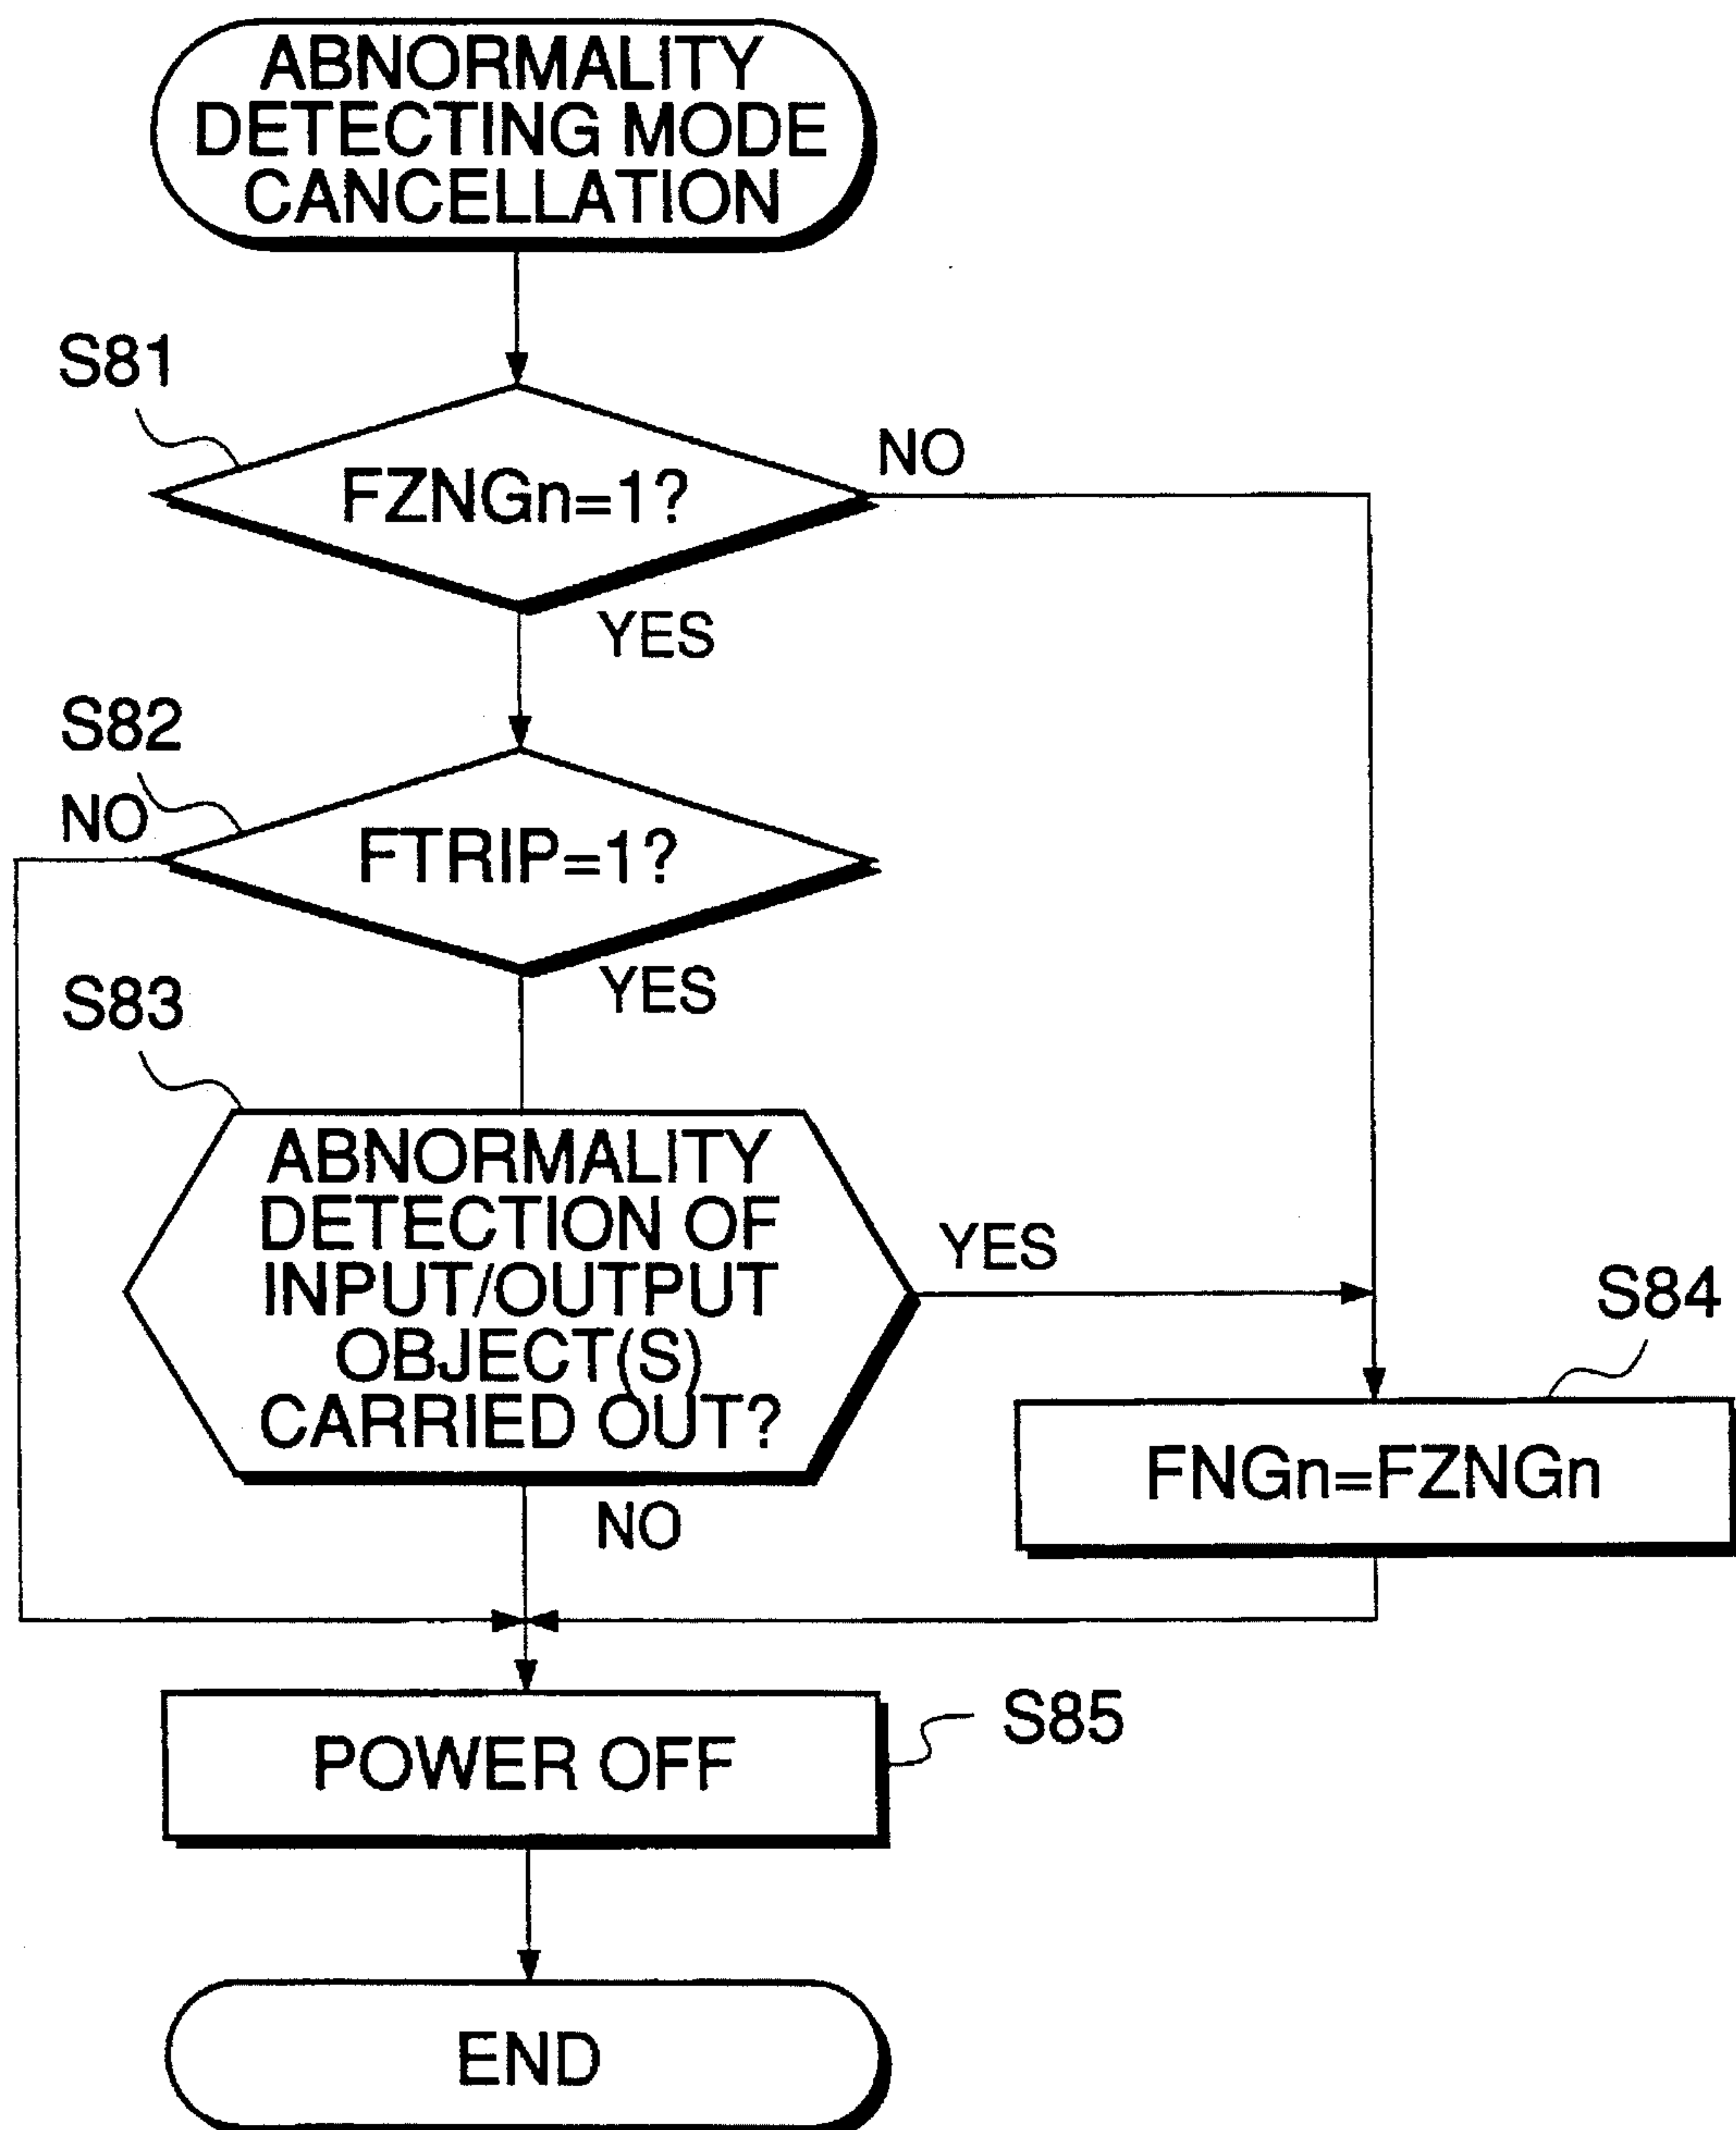 ABNORMALITY
DETECTING MODE
CANCELLATION
S81
FZNGn=1?
NO
YES
S82
NO
FTRIP=1?
YES
S83
ABNORMALITY
DETECTION OF
INPUT/OUTPUT
OBJECT(S)
CARRIED OUT?
YES
NO
S84
FNGn=FZNGn
POWER OFF
S85
END